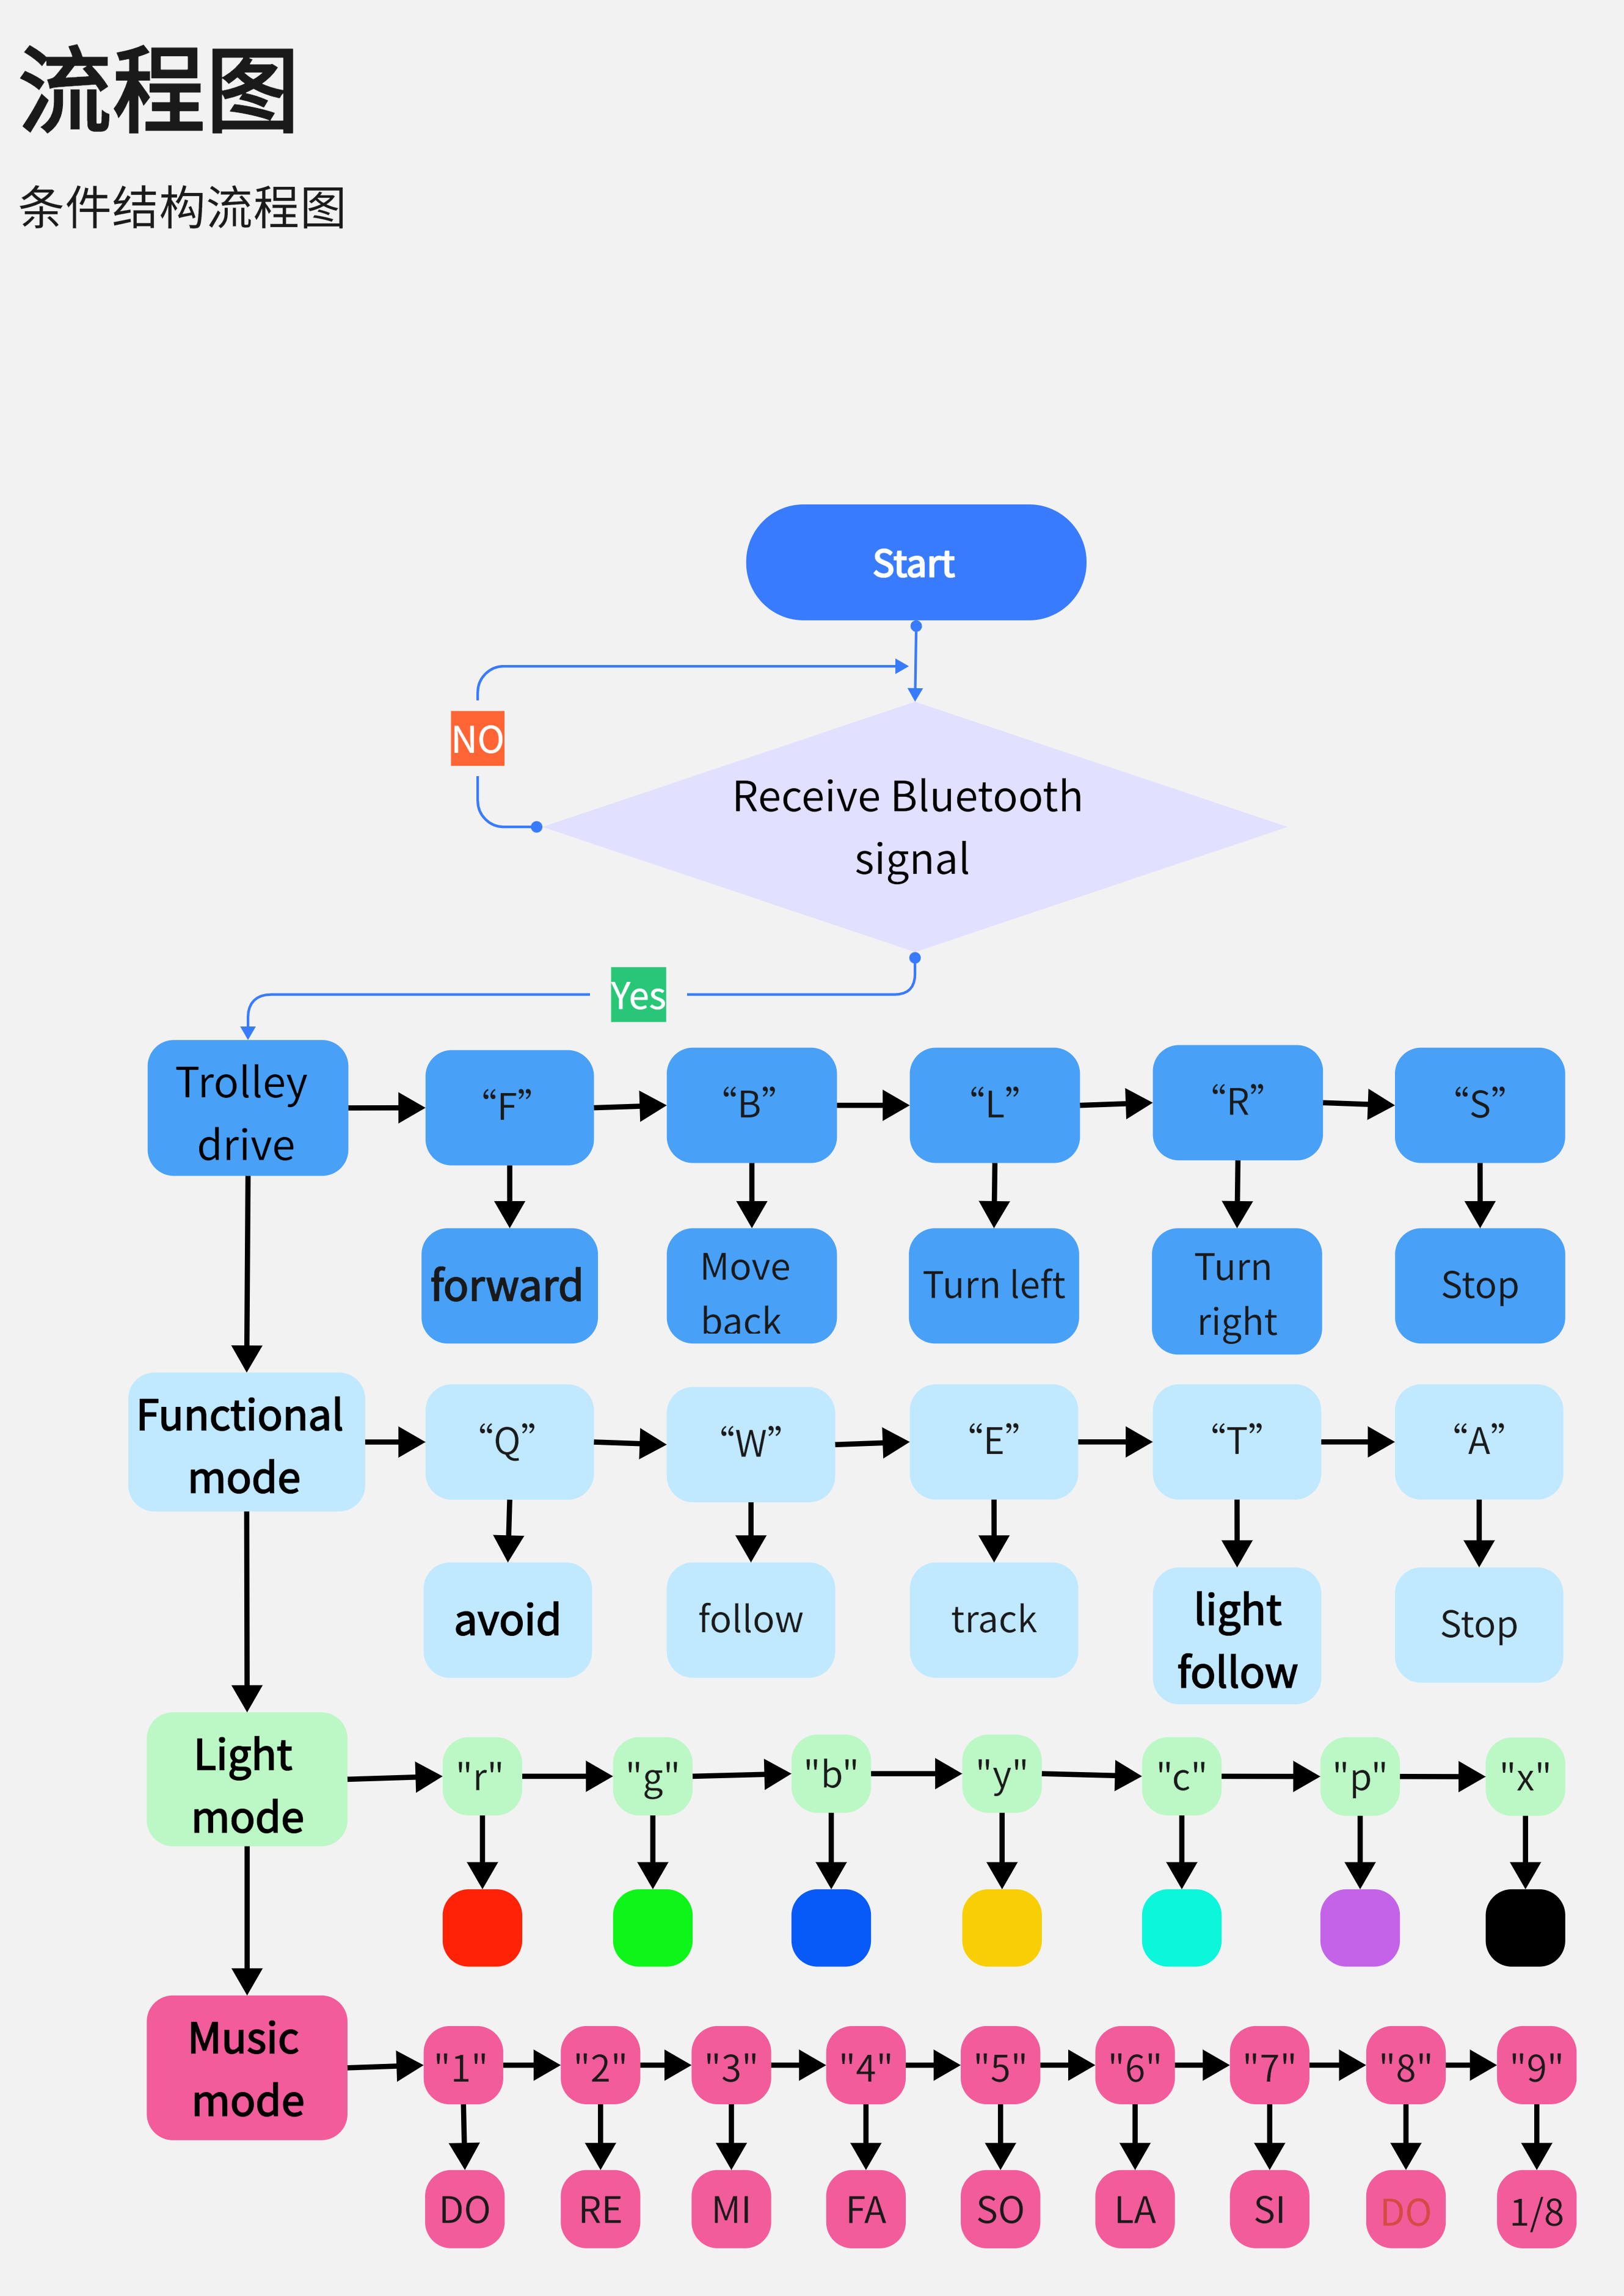 流程图
条件结构流程图
Start
NO
Receive Bluetooth
signal
Yes
Trolley
drive
“F”
“B”
“L”
“R”
“S”
forward
Move
back
Turn left
Turn
right
Stop
Functional
mode
“Q”
“W”
“E”
“T”
“A”
avoid
follow
track
light
follow
Stop
Light
mode
"r"
"g"
"b"
"y"
"c"
"p"
"x"
Music
mode
"1"
"2"
"3"
"4"
"5"
"6"
"7"
"8"
"9"
DO
RE
MI
FA
SO
LA
SI
DO
1/8